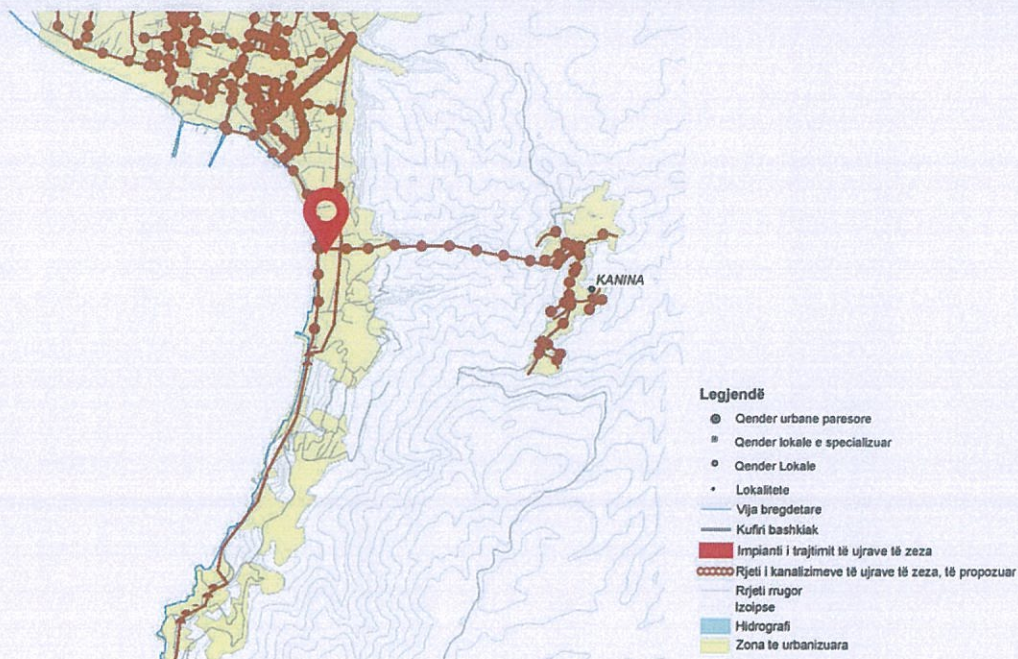 KANINA
Legjendë
Qender urbane paresore
Qender lokale e specializuar
Qender Lokale
Lokalitete
Vija bregdetare
Kufiri bashkiak
Impianti i trajtimit të ujrave të zeza
Rjeti i kanalizimeve të ujrave të zeza, të propozuar
Rrjeti rrugor
Izoipse
Hidrografi
Zona te urbanizuara